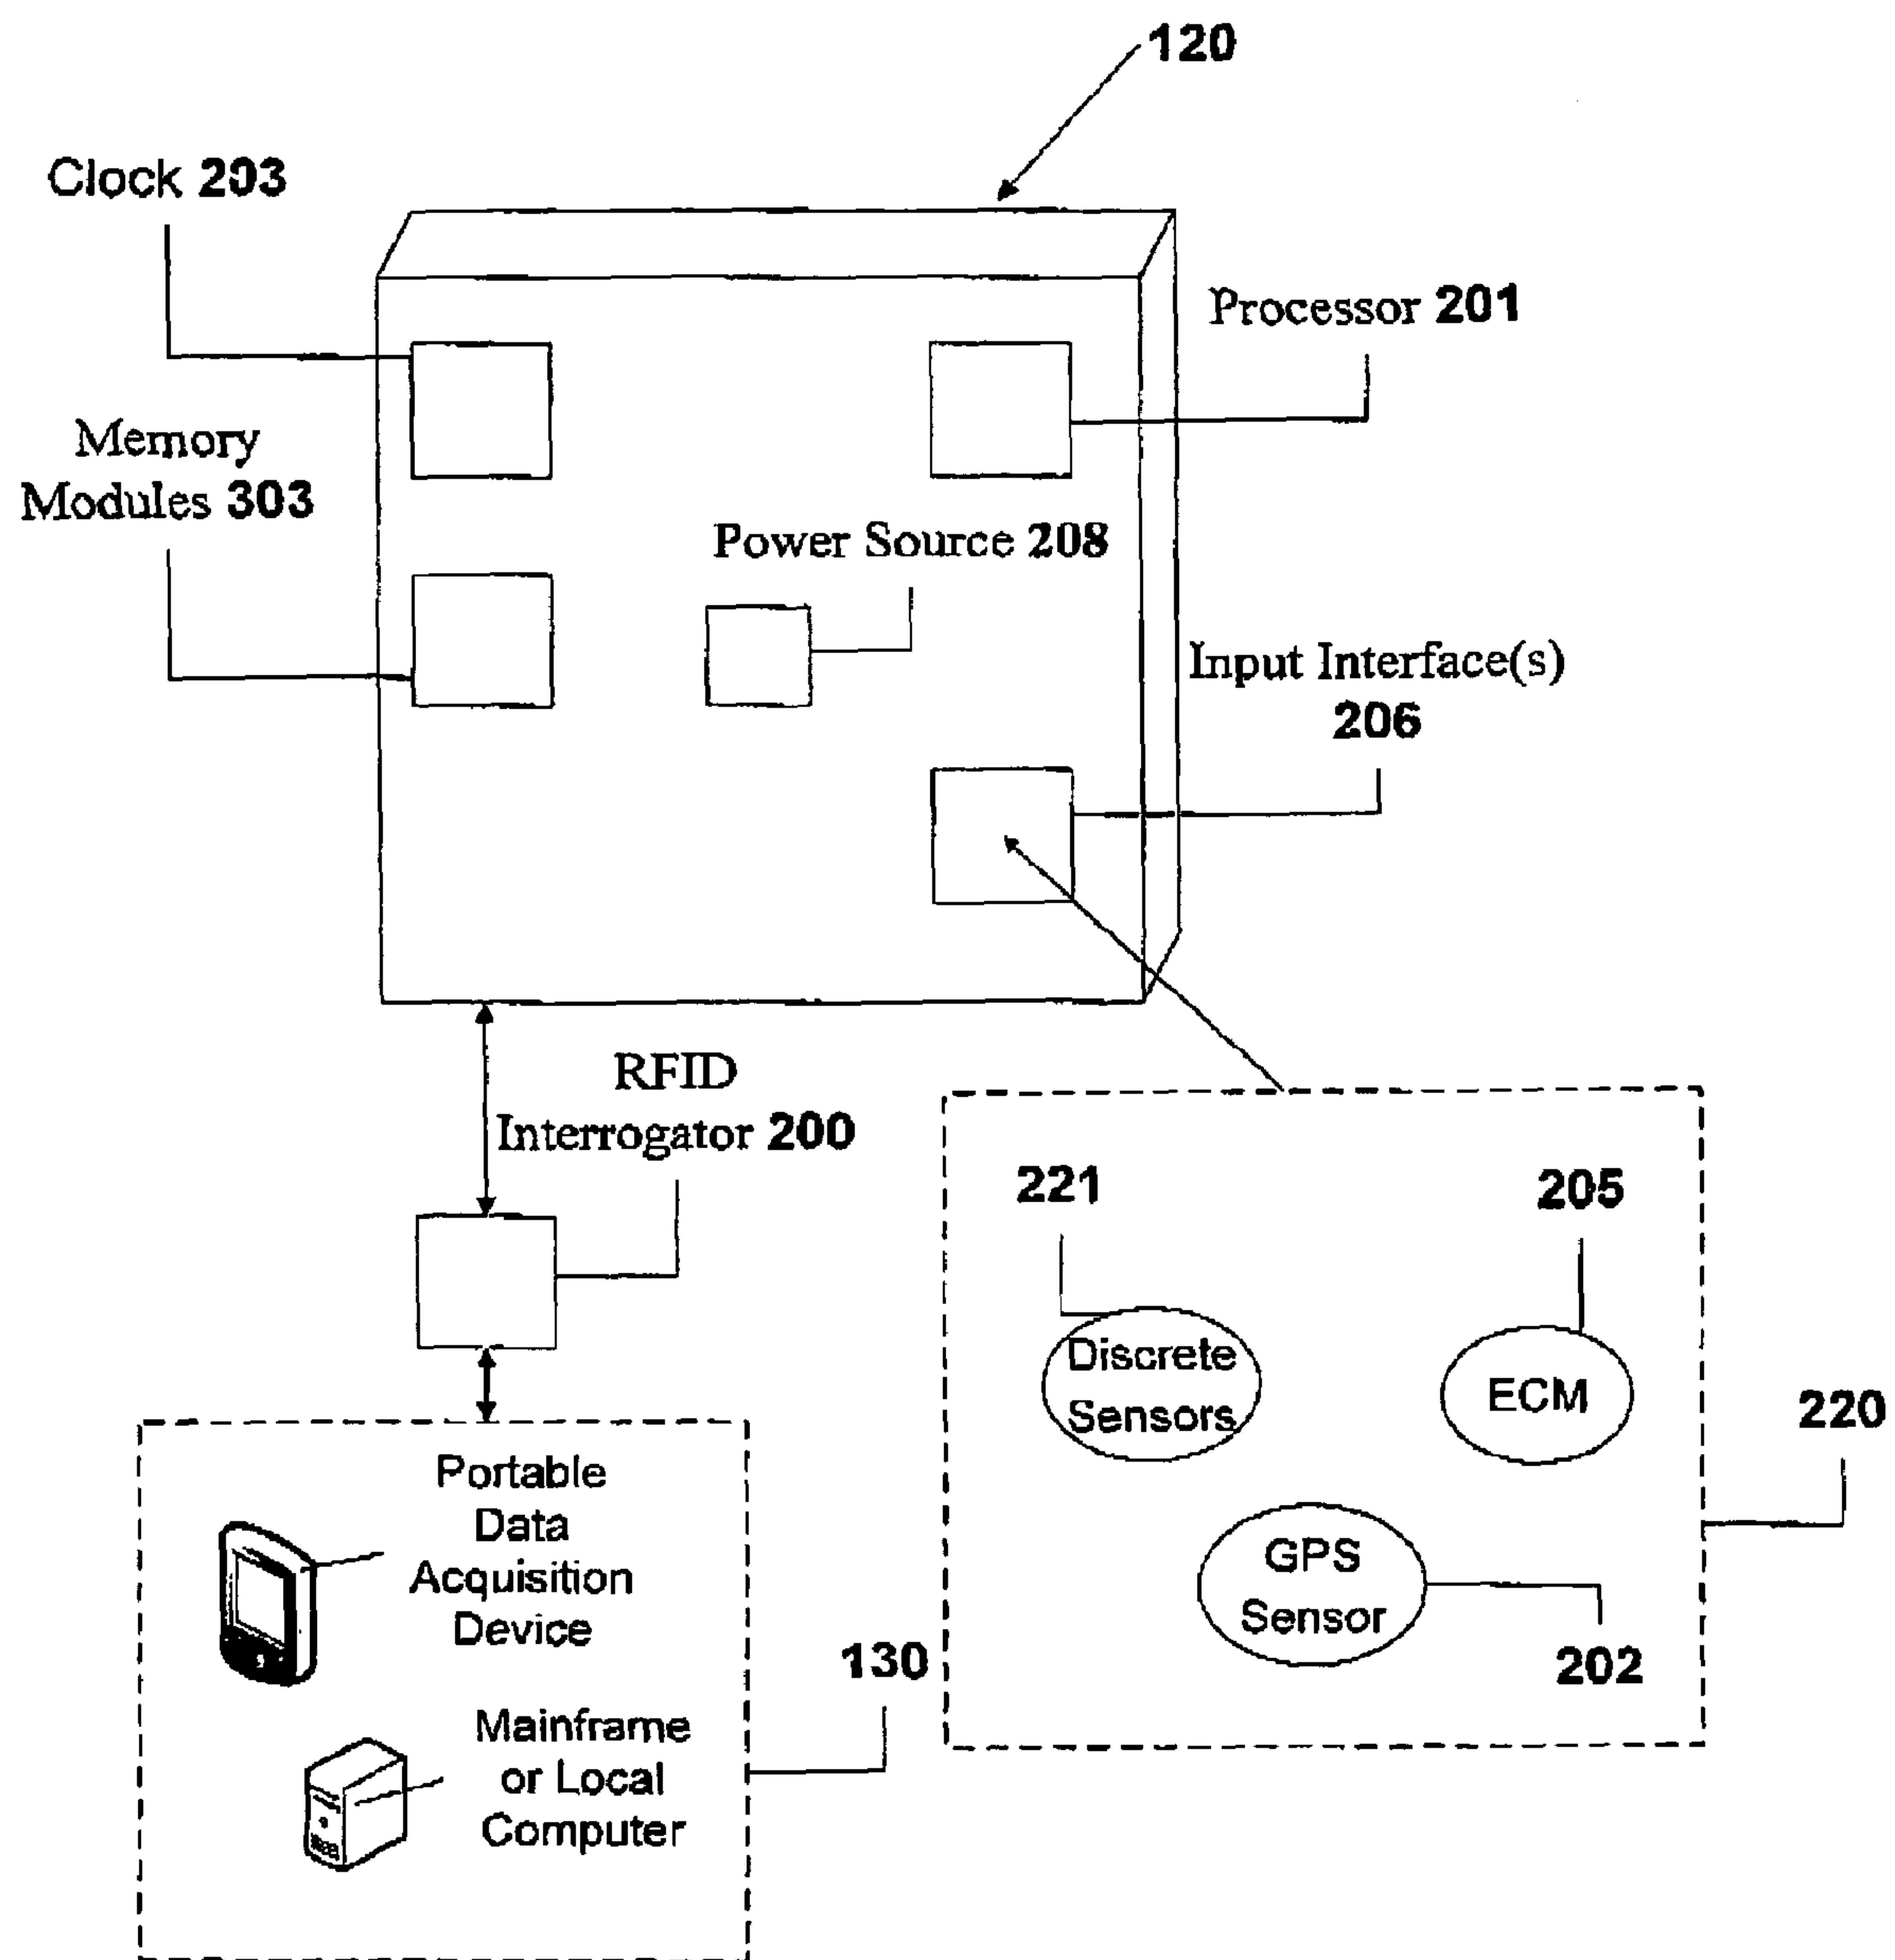 120
Clock 203
Processor 201
Memory
Modules 303
Power Source 208
Input Interface(s)
206
RFID
Interrogator 200
221
205
Discrete
Sensors
ECM
220
GPS
Sensor
202
Portable
Data
Acquisition
Device
130
Mainframe
or Local
Computer